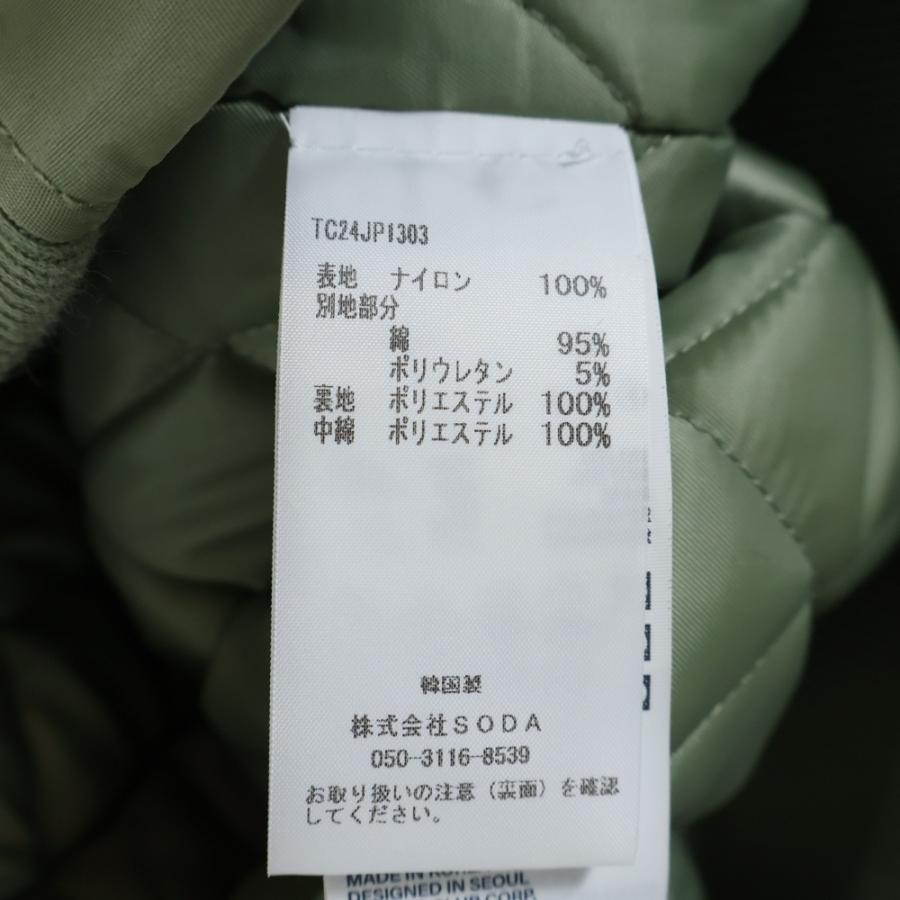 TC24JP1303
表地 ナイロン 100%
別地部分
綿 95%
ポリウレタン 5%
裏地 ポリエステル 100%
中綿 ポリエステル 100%
韓国製
株式会社SODA
050-3116-8539
お取り扱いの注意（裏面）を確認
してください。
MADE IN KOREA
DESIGNED IN SEOUL
CLUB CORP.